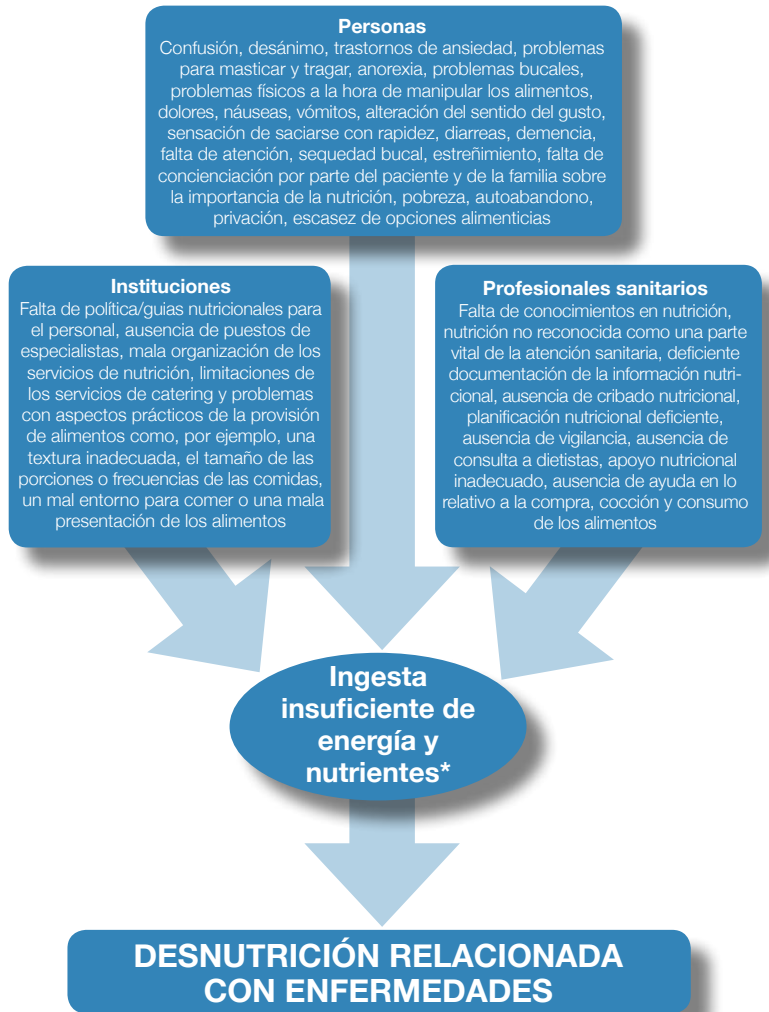 Personas
Confusión, desánimo, trastornos de ansiedad, problemas
para masticar y tragar, anorexia, problemas bucales,
problemas físicos a la hora de manipular los alimentos,
dolores, náuseas, vómitos, alteración del sentido del gusto,
sensación de saciarse con rapidez, diarreas, demencia,
falta de atención, sequedad bucal, estreñimiento, falta de
concienciación por parte del paciente y de la familia sobre
la importancia de la nutrición, pobreza, autoabandono,
privación, escasez de opciones alimenticias
Instituciones
Falta de política/guias nutricionales para
el personal, ausencia de puestos de
especialistas, mala organización de los
servicios de nutrición, limitaciones de
los servicios de catering y problemas
con aspectos prácticos de la provisión
de alimentos como, por ejemplo, una
textura inadecuada, el tamaño de las
porciones o frecuencias de las comidas,
un mal entorno para comer o una mala
presentación de los alimentos
Profesionales sanitarios
Falta de conocimientos en nutrición,
nutrición no reconocida como una parte
vital de la atención sanitaria, deficiente
documentación de la información nutri-
cional, ausencia de cribado nutricional,
planificación nutricional deficiente,
ausencia de vigilancia, ausencia de
consulta a dietistas, apoyo nutricional
inadecuado, ausencia de ayuda en lo
relativo a la compra, cocción y consumo
de los alimentos
Ingesta
insuficiente de
energía y
nutrientes*
DESNUTRICIÓN RELACIONADA
CON ENFERMEDADES